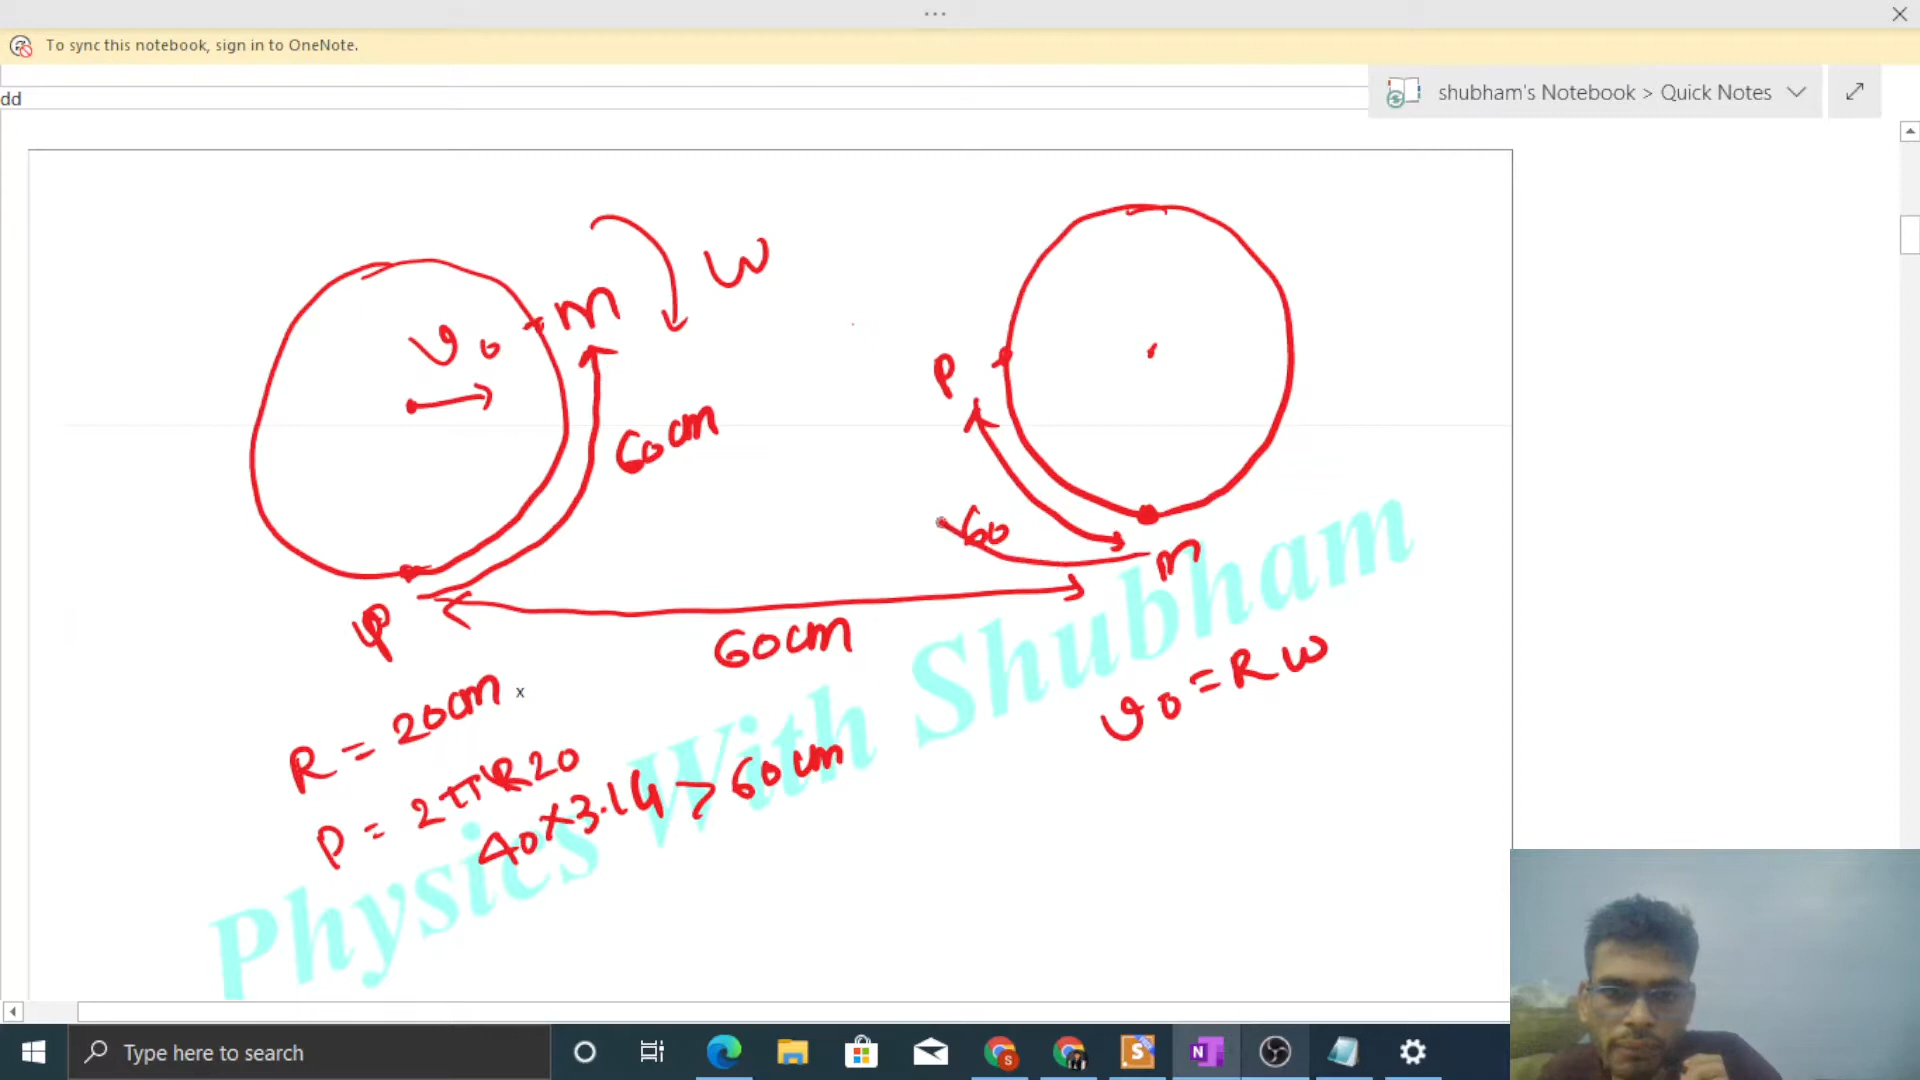 To sync this notebook, sign in to OneNote.
dd
shubham's Notebook > Quick Notes
m
W
v₀
60cm
P
60
m
P
60cm
v₀ = R W
R = 20cm
x
P = 2πR20
40×3.14 > 60cm
Physics With Shubham
Type here to search